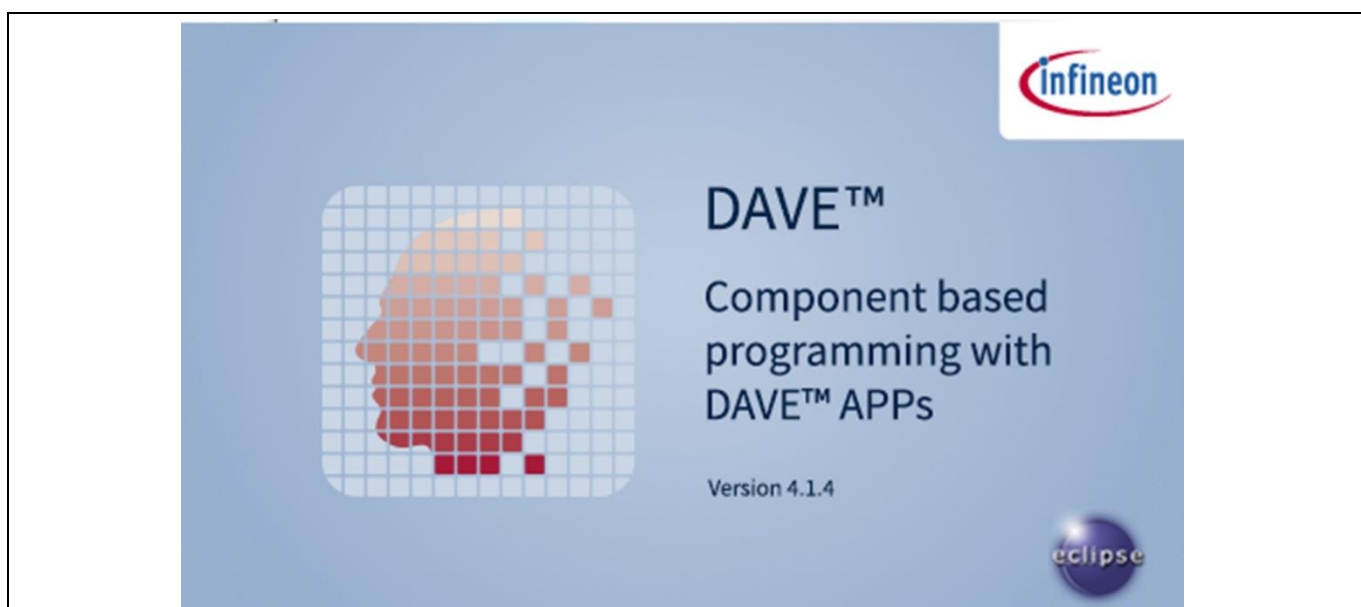 infineon
DAVE™
Component based
programming with
DAVE™ APPs
Version 4.1.4
eclipse